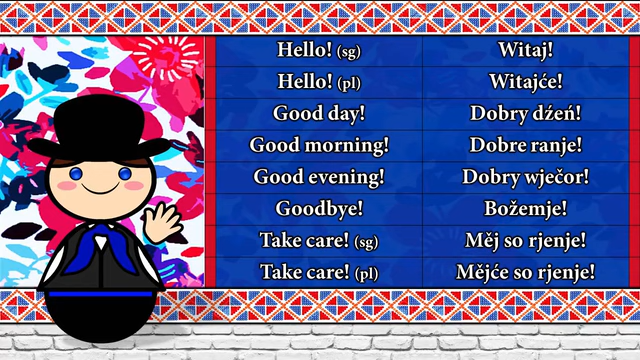 Hello! (sg) Witaj!
Hello! (pl) Witajće!
Good day! Dobry dźeń!
Good morning! Dobre ranje!
Good evening! Dobry wječor!
Goodbye! Božemje!
Take care! (sg) Měj so rjenje!
Take care! (pl) Mějće so rjenje!